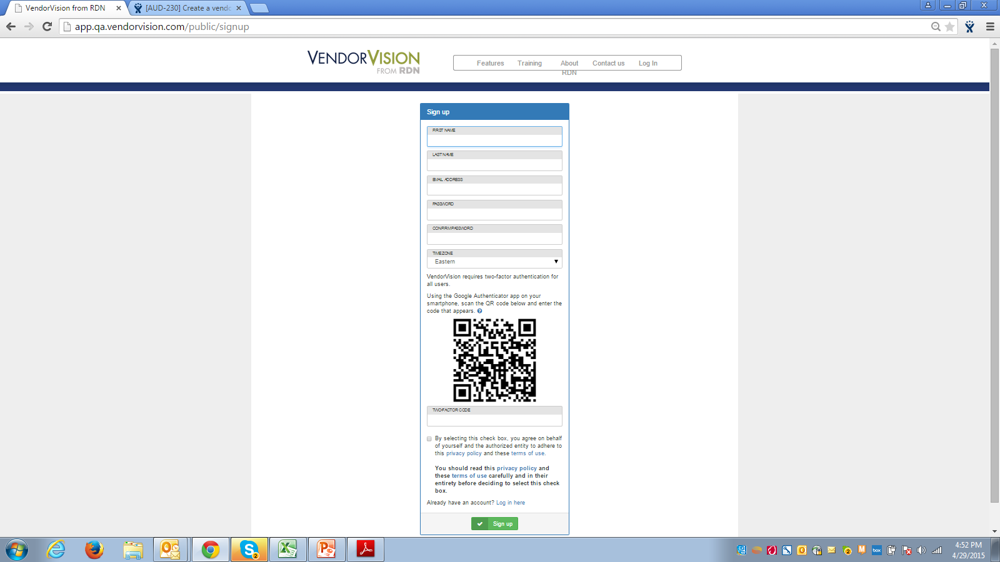 VendorVision from RDN
[AUD-230] Create a vend
app.qa.vendorvision.com/public/signup
VENDORVISION
FROM RDN
Features
Training
About
RDN
Contact us
Log In
Sign up
FIRST NAME
LAST NAME
EMAIL ADDRESS
PASSWORD
CONFIRM PASSWORD
TIMEZONE
Eastern
VendorVision requires two-factor authentication for
all users.
Using the Google Authenticator app on your
smartphone, scan the QR code below and enter the
code that appears.
TWO-FACTOR CODE
By selecting this check box, you agree on behalf
of yourself and the authorized entity to adhere to
this privacy policy and these terms of use.
You should read this privacy policy and
these terms of use carefully and in their
entirety before deciding to select this check
box.
Already have an account? Log in here
Sign up
4:52 PM
4/29/2015